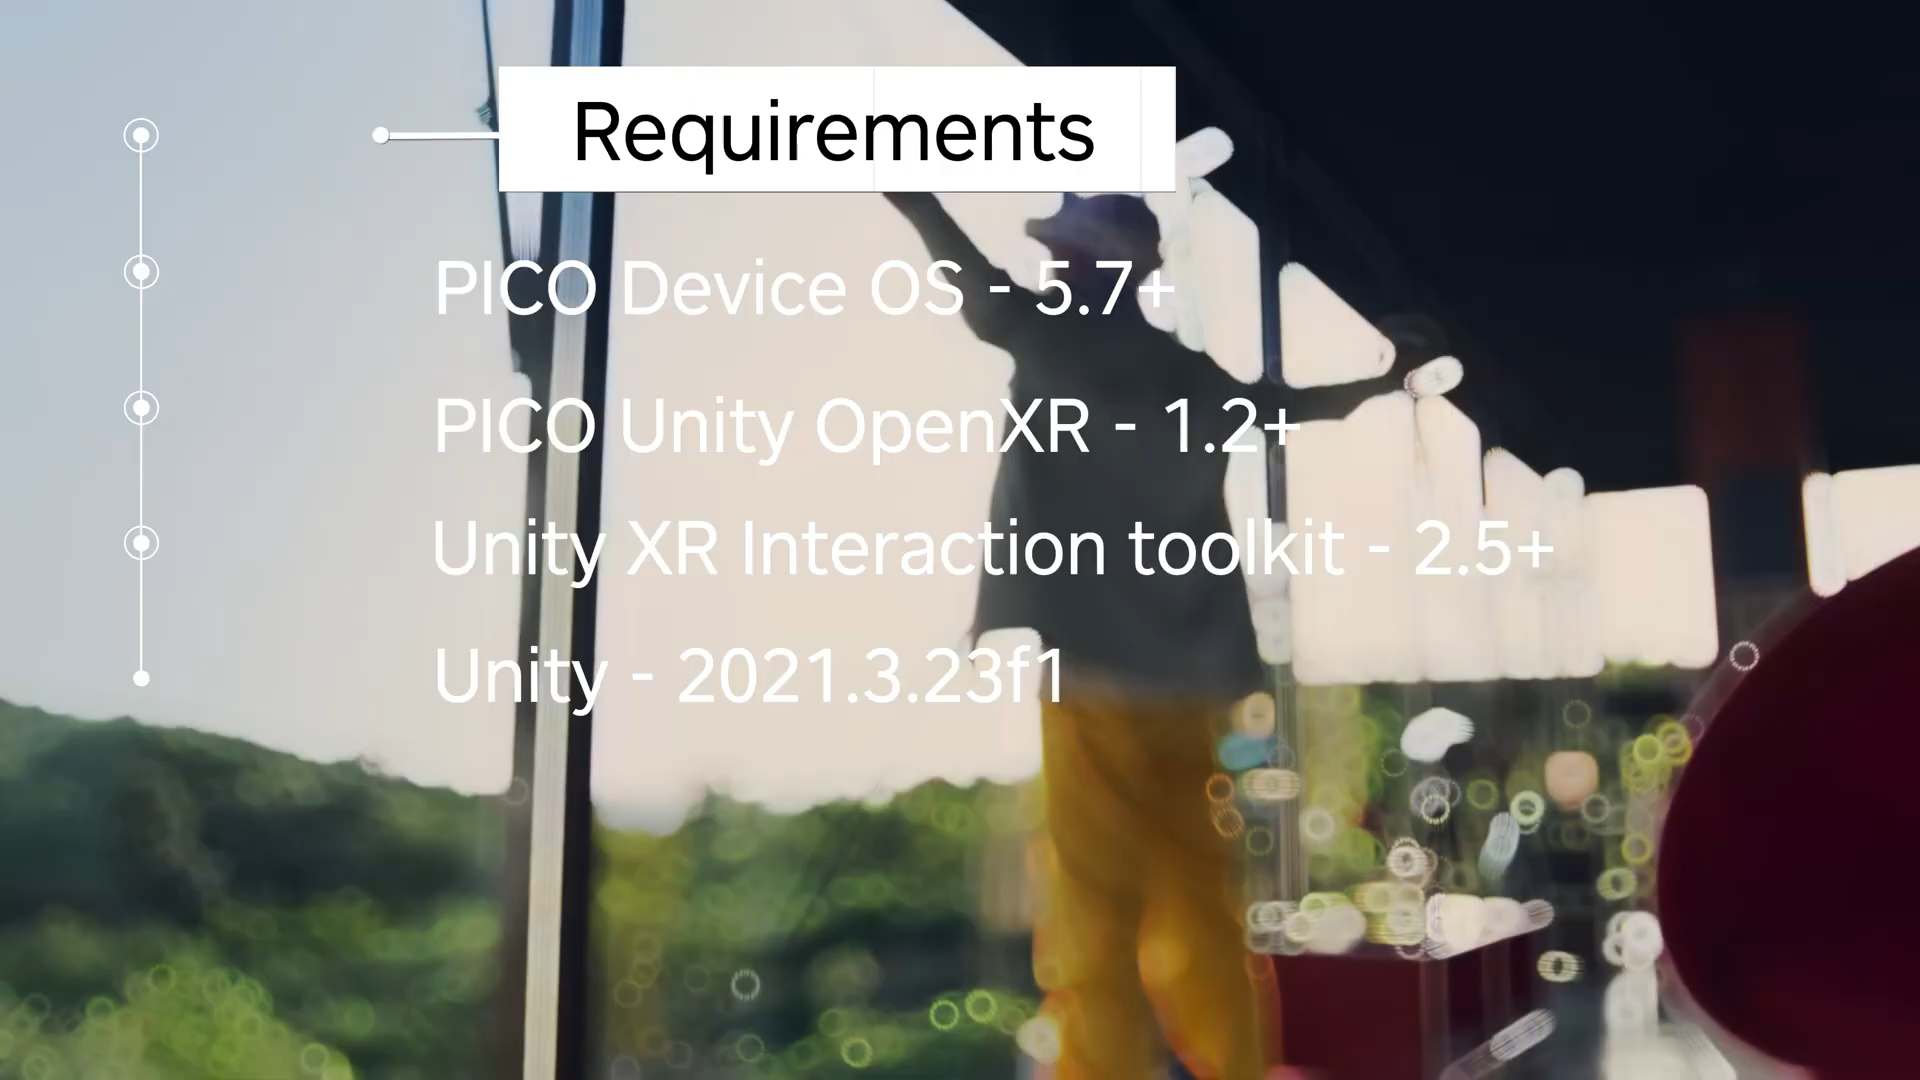 Requirements
PICO Device OS - 5.7+
PICO Unity OpenXR - 1.2+
Unity XR Interaction toolkit - 2.5+
Unity - 2021.3.23f1